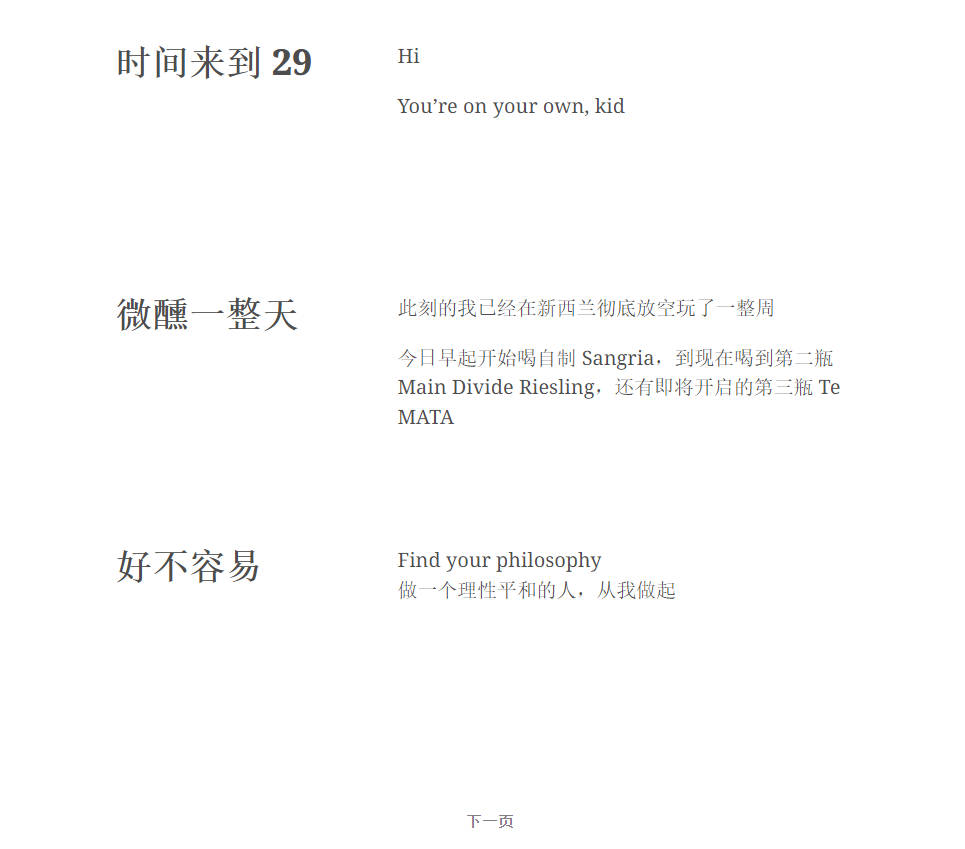 时间来到 29
Hi
You’re on your own, kid
微醺一整天
此刻的我已经在新西兰彻底放空玩了一整周
今日早起开始喝自制 Sangria，到现在喝到第二瓶
Main Divide Riesling，还有即将开启的第三瓶 Te
MATA
好不容易
Find your philosophy
做一个理性平和的人，从我做起
下一页